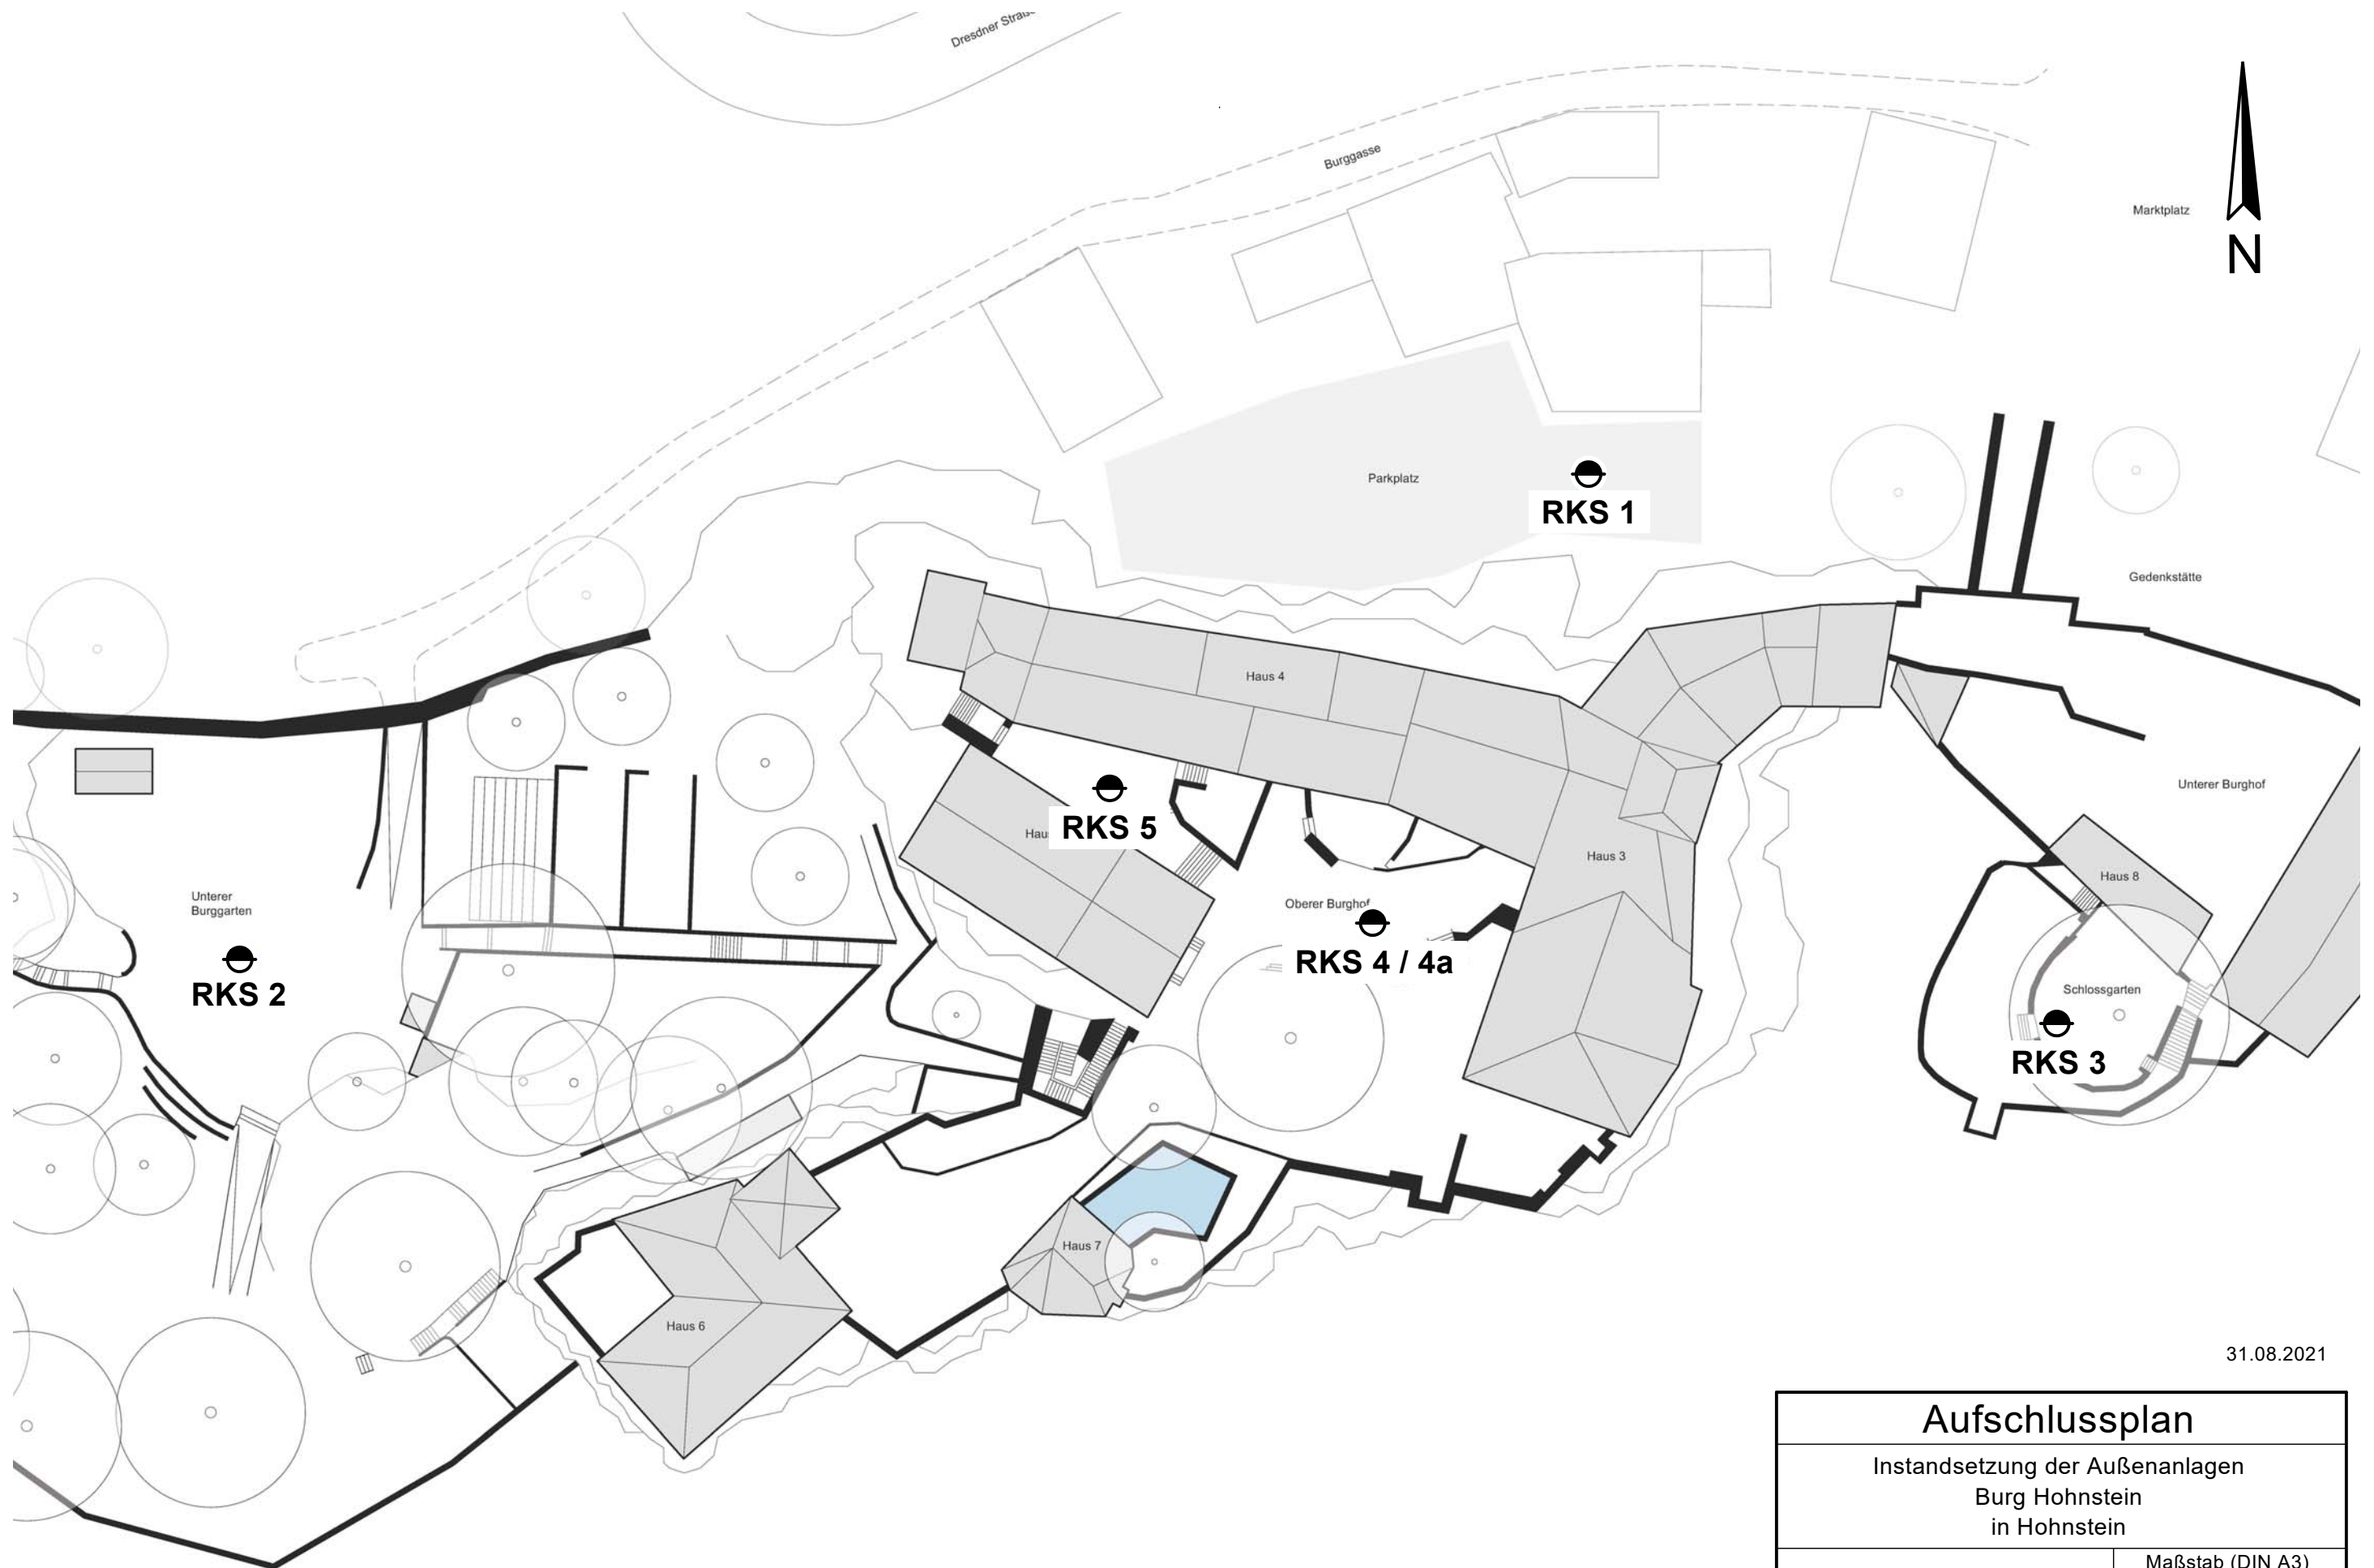 Burggasse
Marktplatz
N
Parkplatz
RKS 1
Gedenkstätte
Haus 4
Unterer Burghof
RKS 5
Haus 3
Haus 8
Unterer
Burggarten
Oberer Burghof
RKS 2
RKS 4 / 4a
Schlossgarten
RKS 3
Haus 7
Haus 6
31.08.2021
Aufschlussplan
Instandsetzung der Außenanlagen
Burg Hohnstein
in Hohnstein
Maßstab (DIN A3)
Dresdner